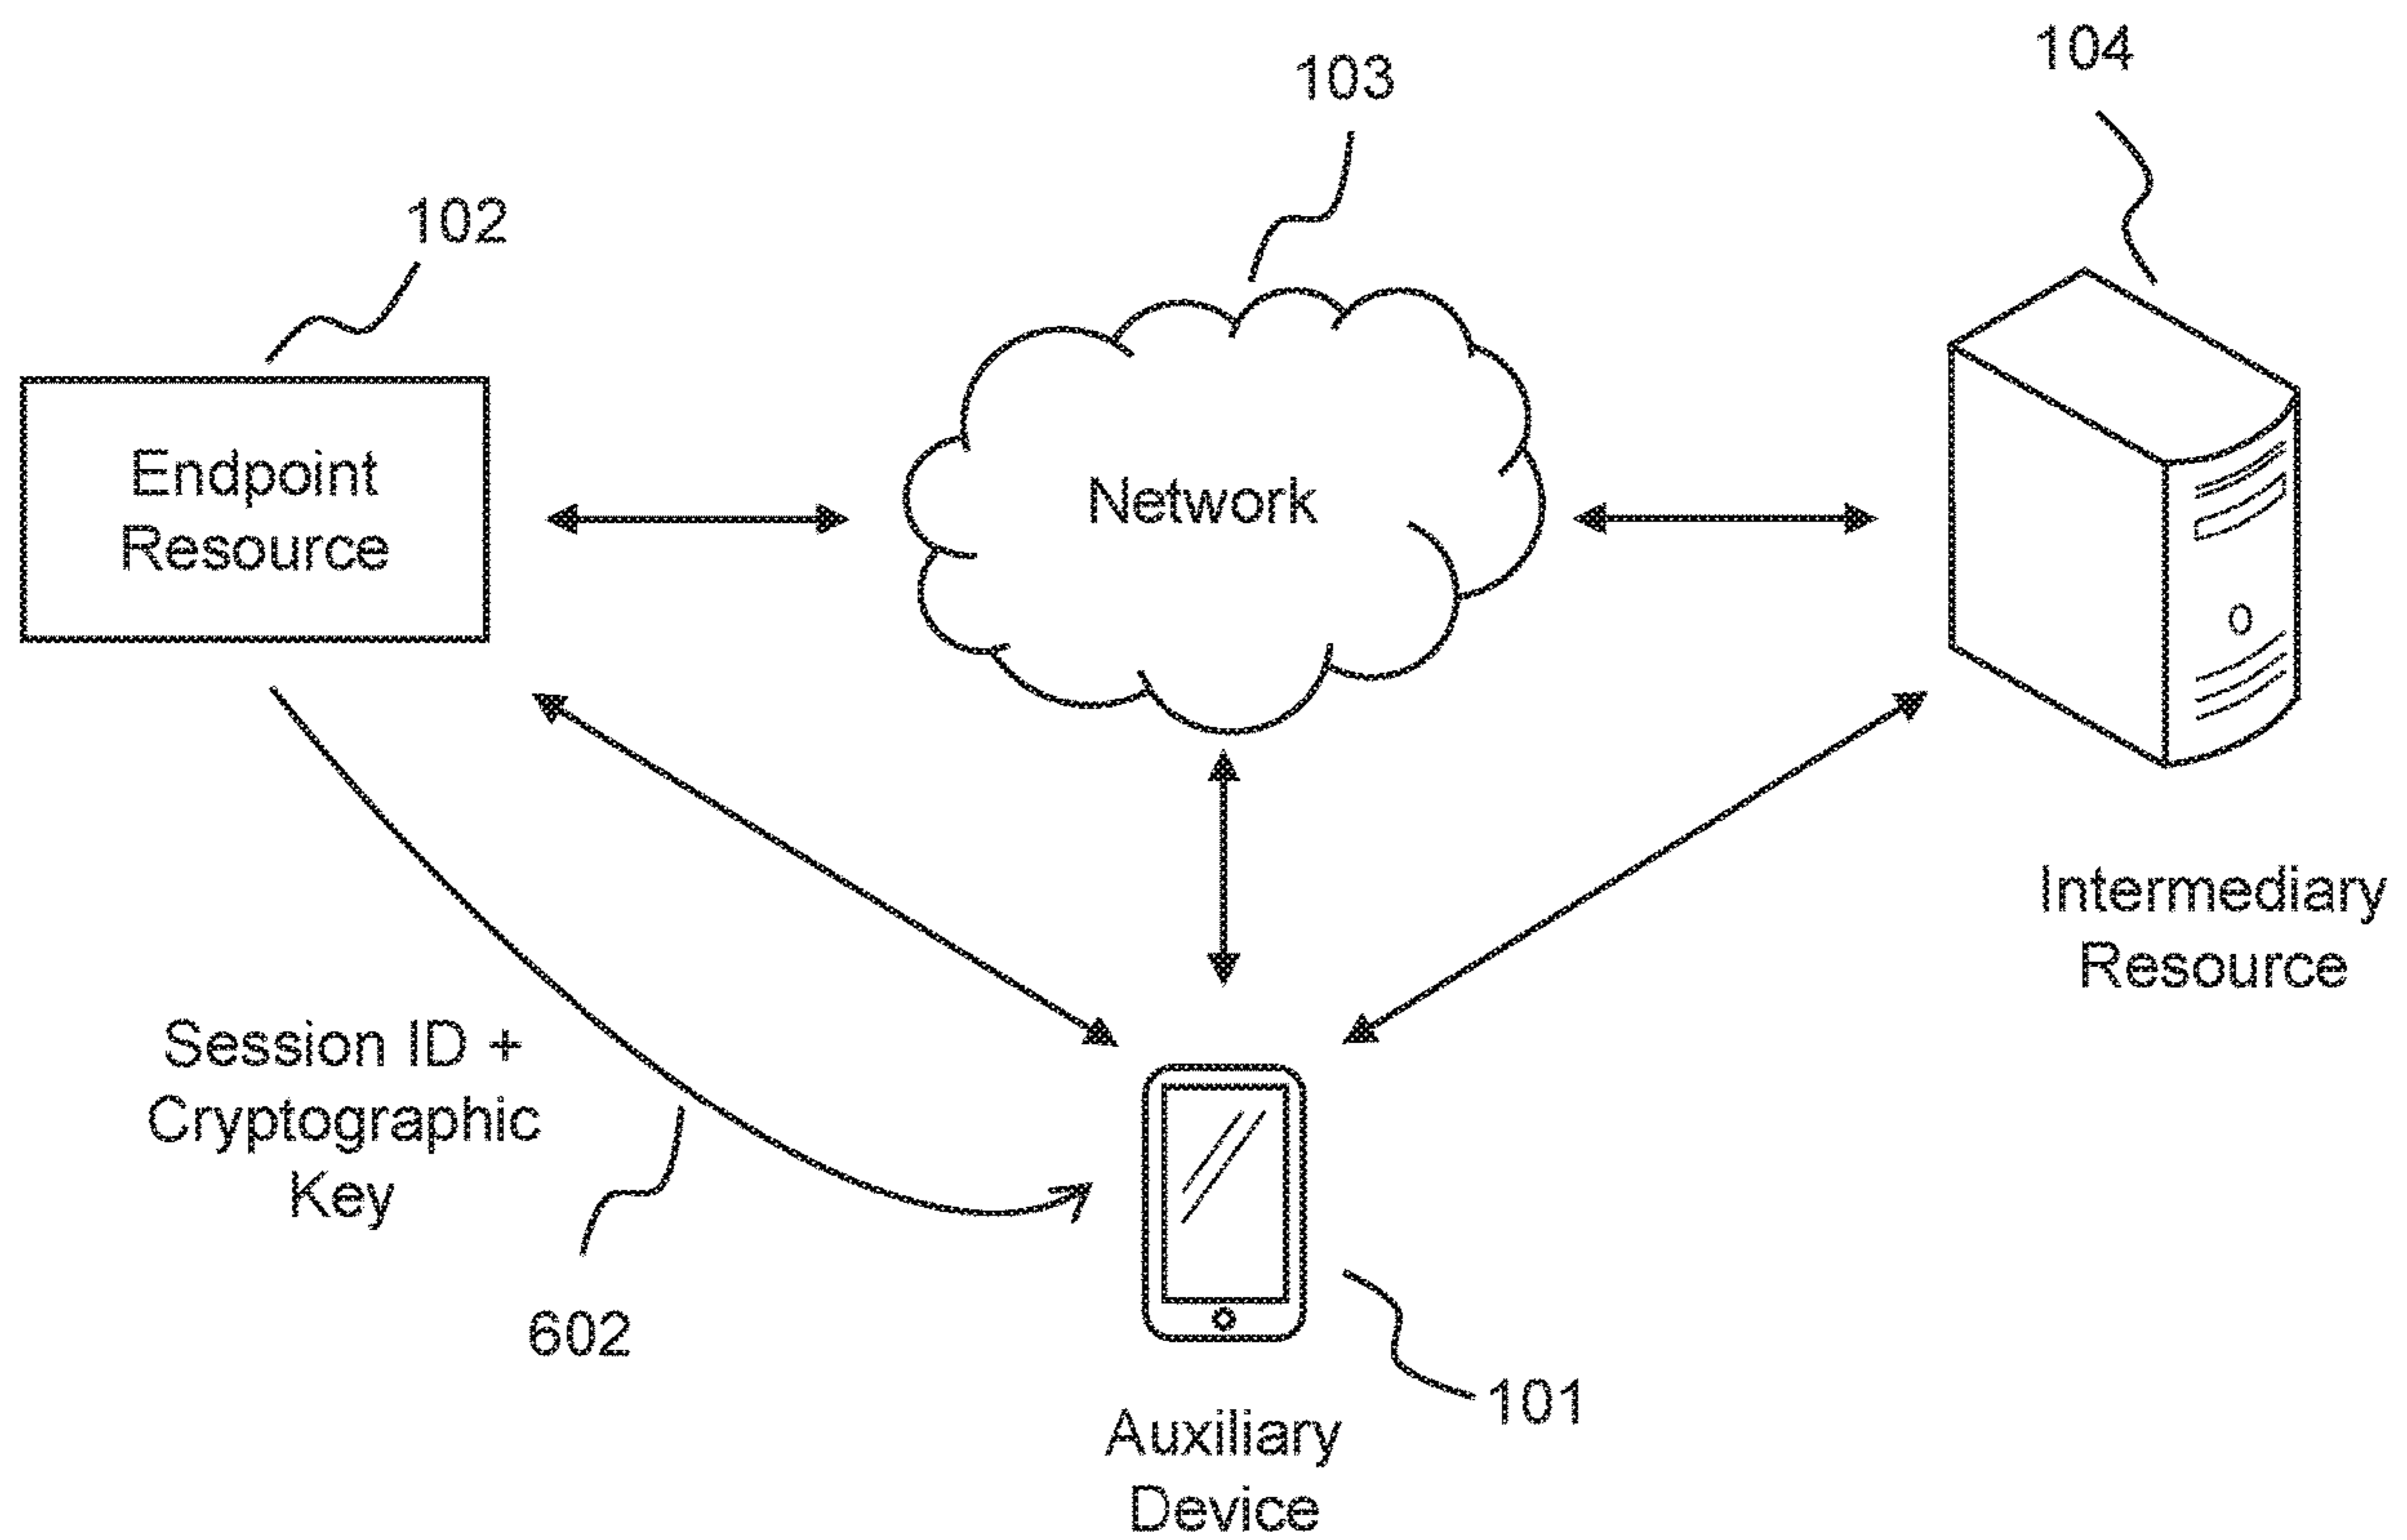 104
103
102
Endpoint
Resource
Network
Intermediary
Resource
Session ID +
Cryptographic
Key
602
101
Auxiliary
Device